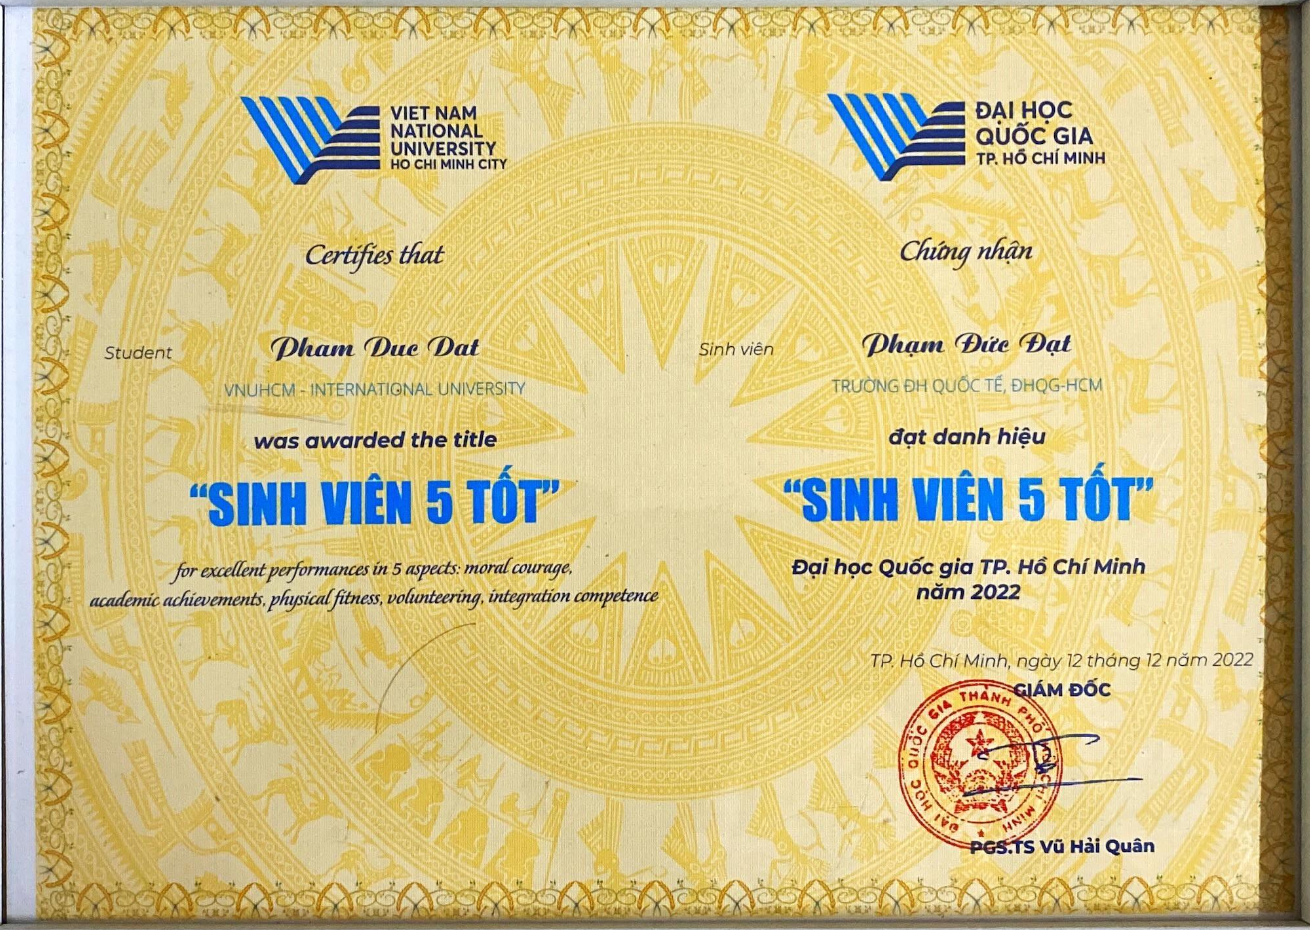 VIET NAM
NATIONAL
UNIVERSITY
HO CHI MINH CITY
Certifies that
Student
Pham Duc Dat
VNUHCM - INTERNATIONAL UNIVERSITY
was awarded the title
“SINH VIÊN 5 TỐT”
for excellent performances in 5 aspects: moral courage,
academic achievements, physical fitness, volunteering, integration competence
ĐẠI HỌC
QUỐC GIA
TP. HỒ CHÍ MINH
Chứng nhận
Sinh viên
Phạm Đức Đạt
TRƯỜNG ĐH QUỐC TẾ, ĐHQG-HCM
đạt danh hiệu
“SINH VIÊN 5 TỐT”
Đại học Quốc gia TP. Hồ Chí Minh
năm 2022
TP. Hồ Chí Minh, ngày 12 tháng 12 năm 2022
GIÁM ĐỐC
ĐẠI HỌC QUỐC GIA THÀNH PHỐ HỒ CHÍ MINH
PGS.TS Vũ Hải Quân